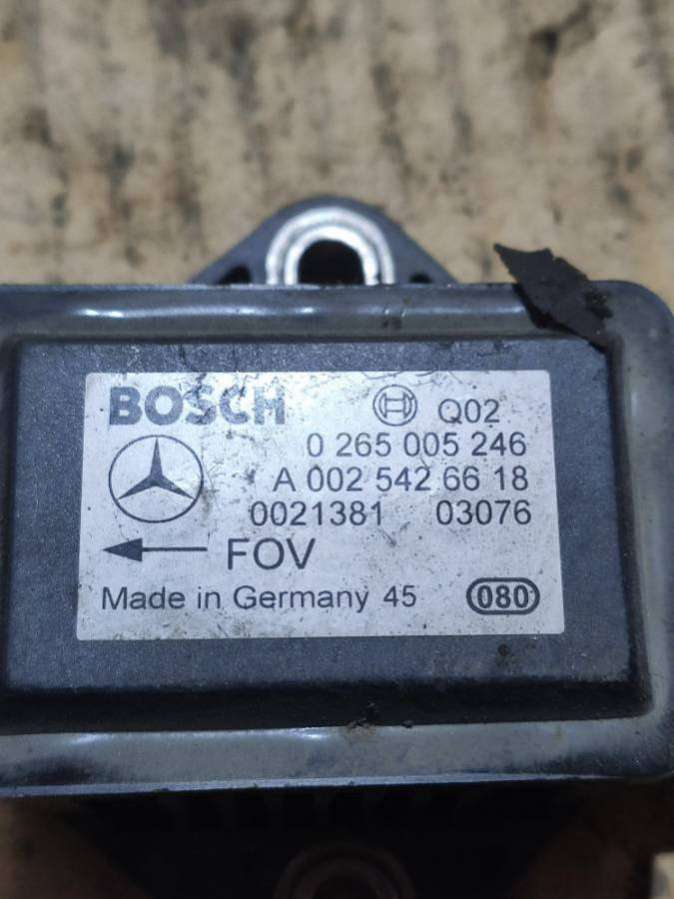 BOSCH Q02
0 265 005 246
A 002 542 66 18
0021381 03076
FOV
Made in Germany 45 080